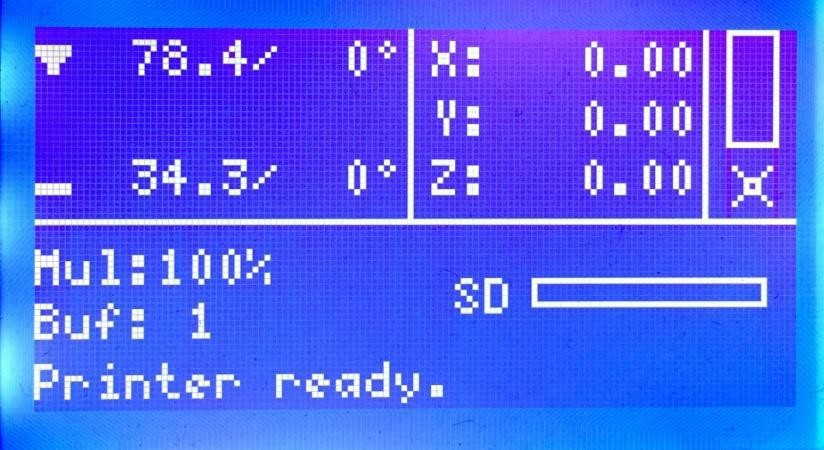 78.4/ 0° X: 0.00
Y: 0.00
34.3/ 0° Z: 0.00
Mul:100%
SD
Buf: 1
Printer ready.